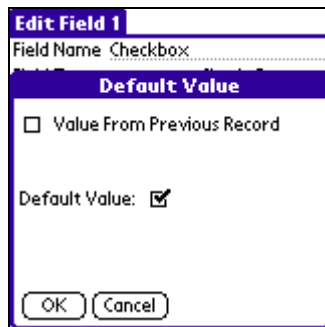 Edit Field 1
Field Name Checkbox
Default Value
Value From Previous Record
Default Value:
OK Cancel